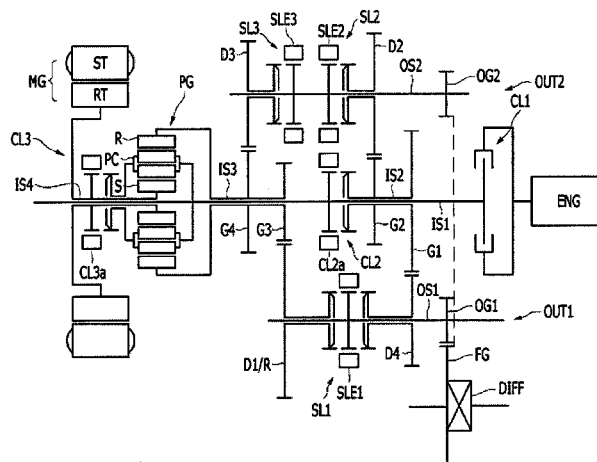 SL3
SLE3
SLE2
SL2
D3
D2
ST
MG
RT
PG
OS2
OG2
OUT2
CL1
CL3
R
PC
IS3
IS2
IS4
S
IS1
ENG
G4
G3
G2
G1
CL3a
CL2a
CL2
OS1
OG1
OUT1
D1/R
D4
FG
SLE1
DIFF
SL1